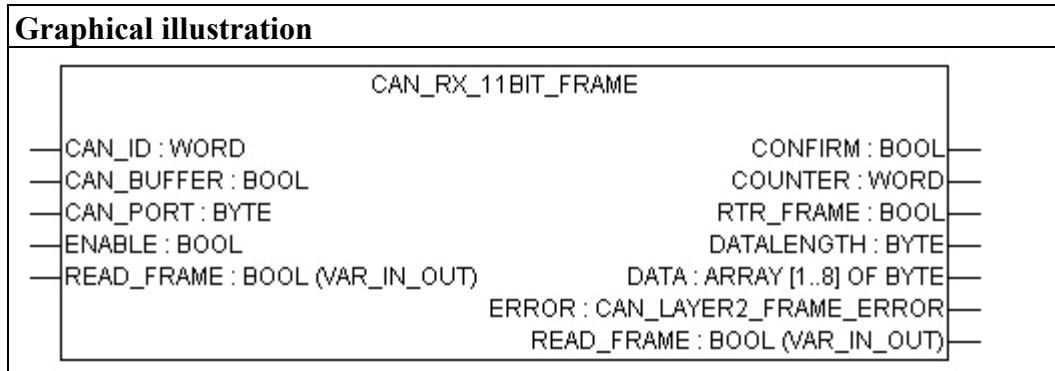 Graphical illustration
CAN_RX_11BIT_FRAME
CAN_ID : WORD CONFIRM : BOOL
CAN_BUFFER : BOOL COUNTER : WORD
CAN_PORT : BYTE RTR_FRAME : BOOL
ENABLE : BOOL DATALENGTH : BYTE
READ_FRAME : BOOL (VAR_IN_OUT) DATA : ARRAY [1..8] OF BYTE
ERROR : CAN_LAYER2_FRAME_ERROR
READ_FRAME : BOOL (VAR_IN_OUT)